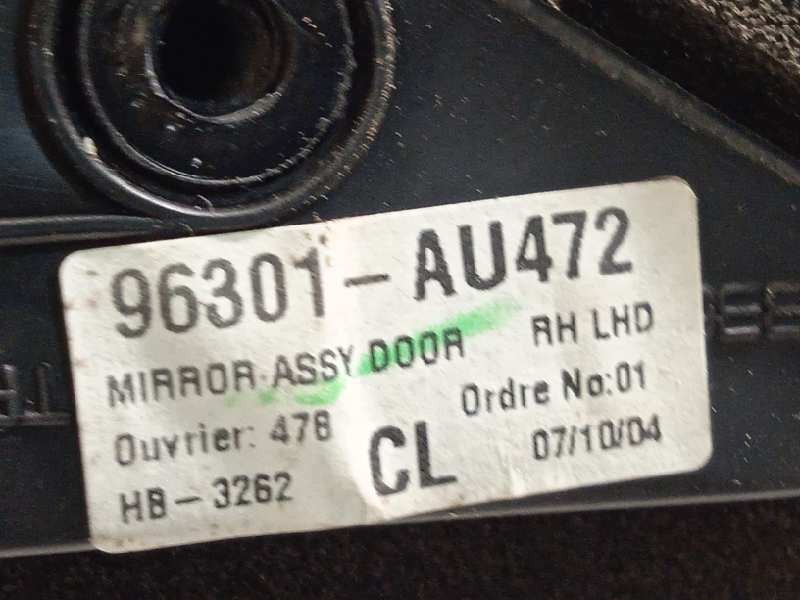 96301-AU472
MIRROR-ASSY DOOR RH LHD
Ouvrier: 478 Ordre No:01
HB-3262 CL 07/10/04